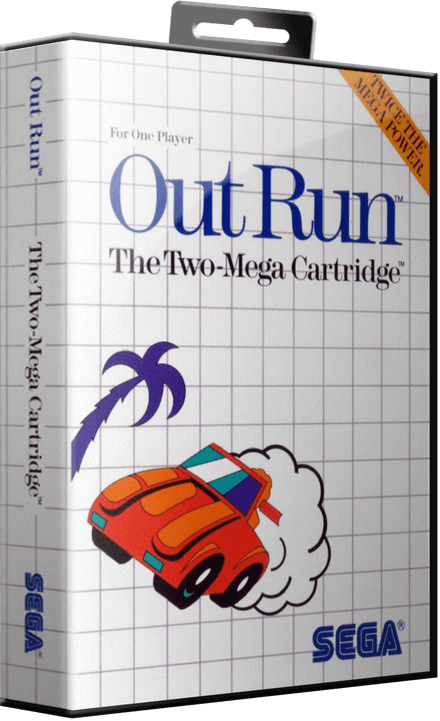 Out Run™
The Two-Mega Cartridge™
SEGA®
TWICE THE
MEGA POWER
For One Player
Out Run™
The Two-Mega Cartridge™
SEGA®